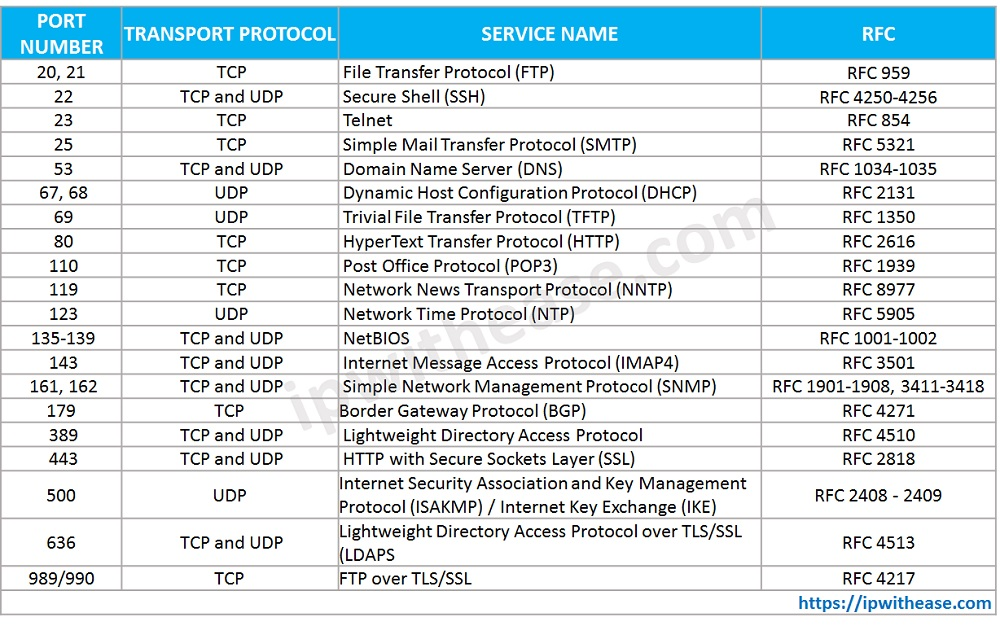 PORT NUMBER TRANSPORT PROTOCOL SERVICE NAME RFC
20, 21 TCP File Transfer Protocol (FTP) RFC 959
22 TCP and UDP Secure Shell (SSH) RFC 4250-4256
23 TCP Telnet RFC 854
25 TCP Simple Mail Transfer Protocol (SMTP) RFC 5321
53 TCP and UDP Domain Name Server (DNS) RFC 1034-1035
67, 68 UDP Dynamic Host Configuration Protocol (DHCP) RFC 2131
69 UDP Trivial File Transfer Protocol (TFTP) RFC 1350
80 TCP HyperText Transfer Protocol (HTTP) RFC 2616
110 TCP Post Office Protocol (POP3) RFC 1939
119 TCP Network News Transport Protocol (NNTP) RFC 8977
123 UDP Network Time Protocol (NTP) RFC 5905
135-139 TCP and UDP NetBIOS RFC 1001-1002
143 TCP and UDP Internet Message Access Protocol (IMAP4) RFC 3501
161, 162 TCP and UDP Simple Network Management Protocol (SNMP) RFC 1901-1908, 3411-3418
179 TCP Border Gateway Protocol (BGP) RFC 4271
389 TCP and UDP Lightweight Directory Access Protocol RFC 4510
443 TCP and UDP HTTP with Secure Sockets Layer (SSL) RFC 2818
500 UDP Internet Security Association and Key Management
Protocol (ISAKMP) / Internet Key Exchange (IKE) RFC 2408 - 2409
636 TCP and UDP Lightweight Directory Access Protocol over TLS/SSL
(LDAPS RFC 4513
989/990 TCP FTP over TLS/SSL RFC 4217
https://ipwithease.com
ipwithease.com